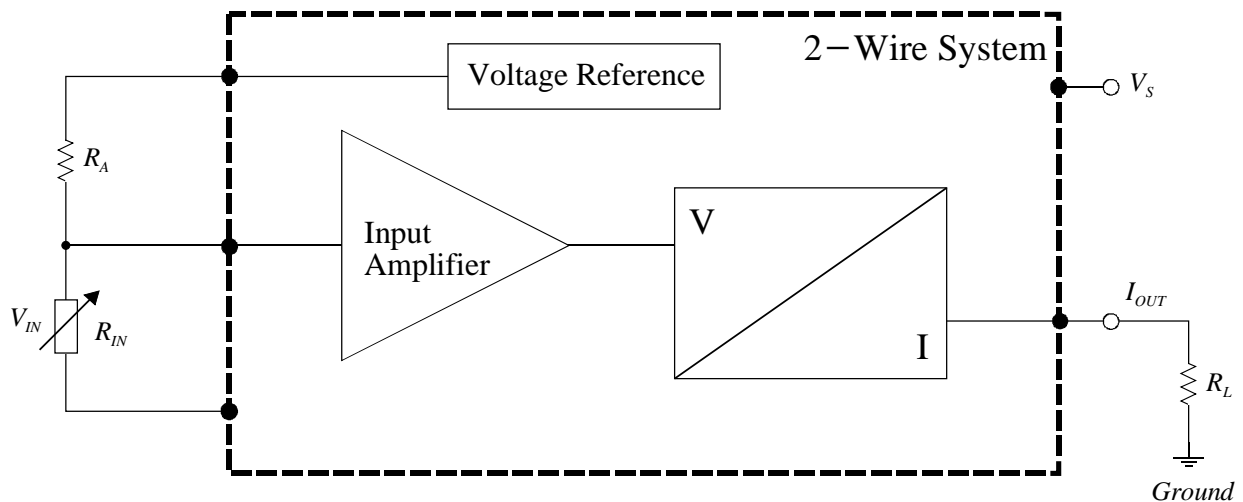 2−Wire System
Voltage Reference
V_S
R_A
Input
Amplifier
V
I
V_IN
R_IN
I_OUT
R_L
Ground